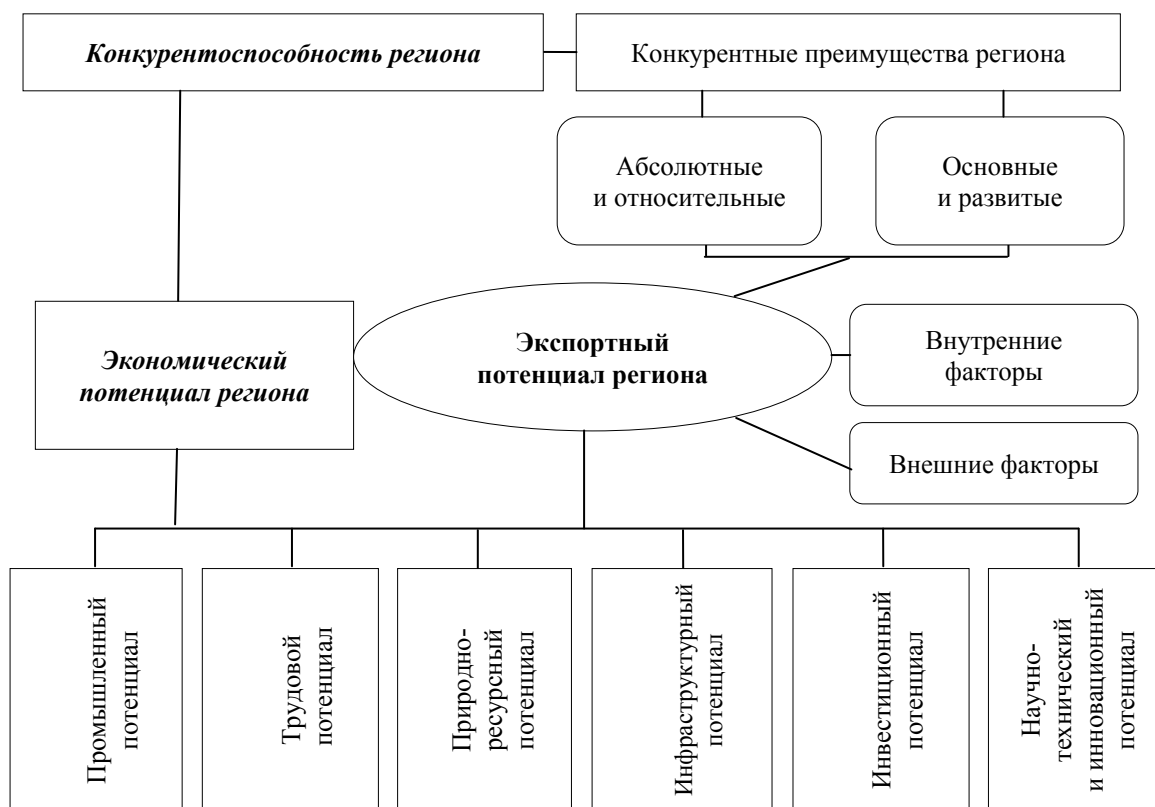 Конкурентоспособность региона
Конкурентные преимущества региона
Абсолютные
и относительные
Основные
и развитые
Экономический
потенциал региона
Экспортный
потенциал региона
Внутренние
факторы
Внешние факторы
Промышленный
потенциал
Трудовой
потенциал
Природно-
ресурсный
потенциал
Инфраструктурный
потенциал
Инвестиционный
потенциал
Научно-
технический
и инновационный
потенциал